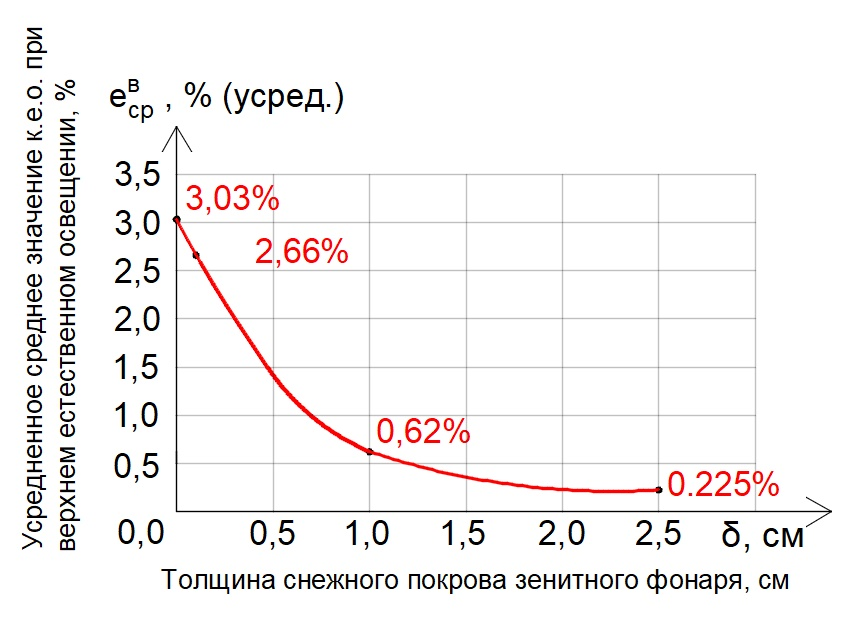 Усредненное среднее значение к.е.о. при
верхнем естественном освещении, %
eвср , % (усред.)
3,5
3,03%
3,0
2,66%
2,5
2,0
1,5
1,0
0,62%
0,5
0.225%
0,0 0,5 1,0 1,5 2,0 2,5 δ, см
Толщина снежного покрова зенитного фонаря, см